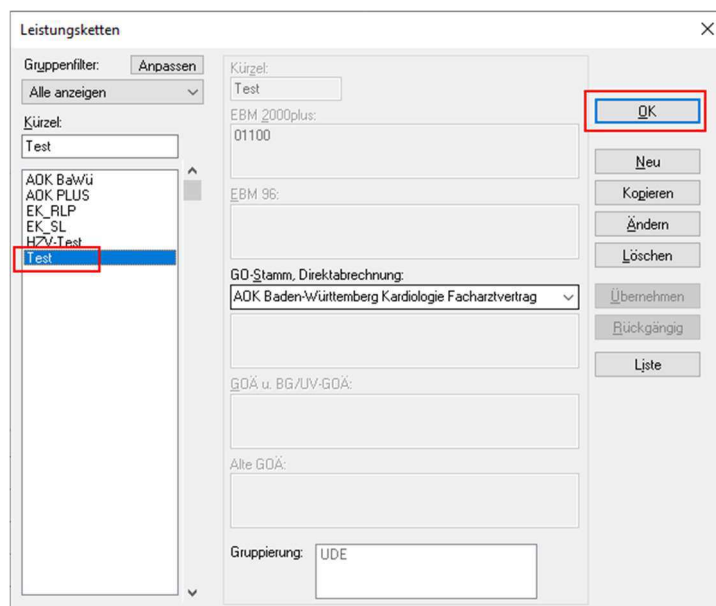 Leistungsketten
Gruppenfilter:
Anpassen
Alle anzeigen
Kürzel:
Test
AOK BaWü
AOK PLUS
EK_RLP
EK_SL
HZV-Test
Test
Kürzel:
Test
EBM 2000plus:
01100
EBM 96:
GO-Stamm, Direktabrechnung:
AOK Baden-Württemberg Kardiologie Facharztvertrag
GOÄ u. BG/UV-GOÄ:
Alte GOÄ:
Gruppierung:
UDE
OK
Neu
Kopieren
Ändern
Löschen
Übernehmen
Rückgängig
Liste